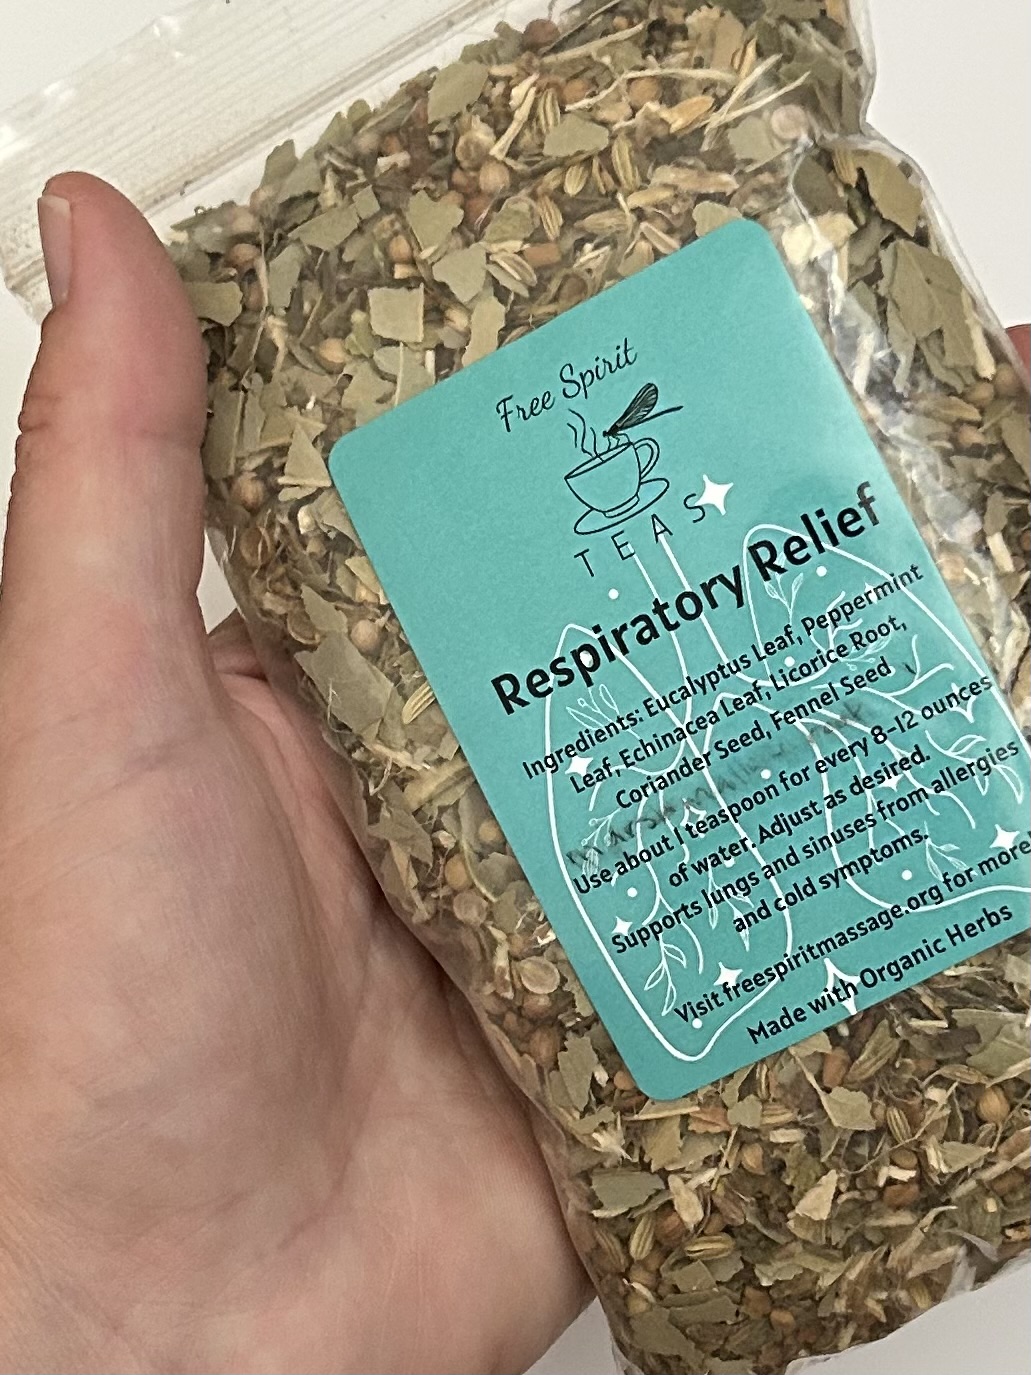 Free Spirit
TEAS
Respiratory Relief
Ingredients: Eucalyptus Leaf, Peppermint
Leaf, Echinacea Leaf, Licorice Root,
Coriander Seed, Fennel Seed
Marshmallow
Use about 1 teaspoon for every 8-12 ounces
of water. Adjust as desired.
Supports lungs and sinuses from allergies
and cold symptoms.
Visit freespiritmassage.org for more
Made with Organic Herbs